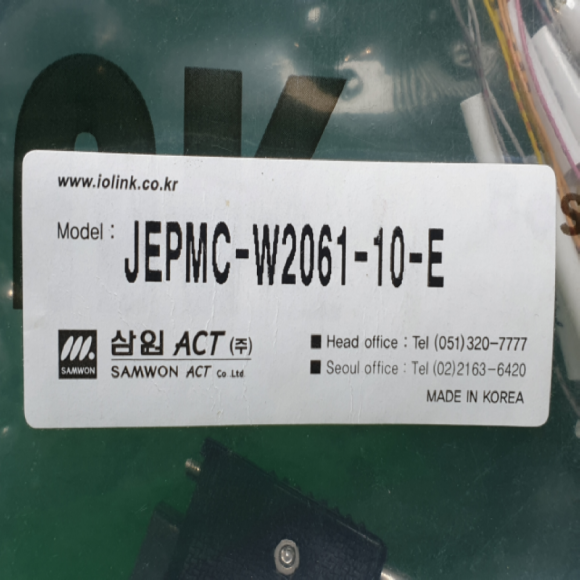 www.iolink.co.kr
Model : JEPMC-W2061-10-E
SAMWON
삼원 ACT (주)
SAMWON ACT Co Ltd.
■ Head office : Tel (051)320-7777
■ Seoul office : Tel (02)2163-6420
MADE IN KOREA